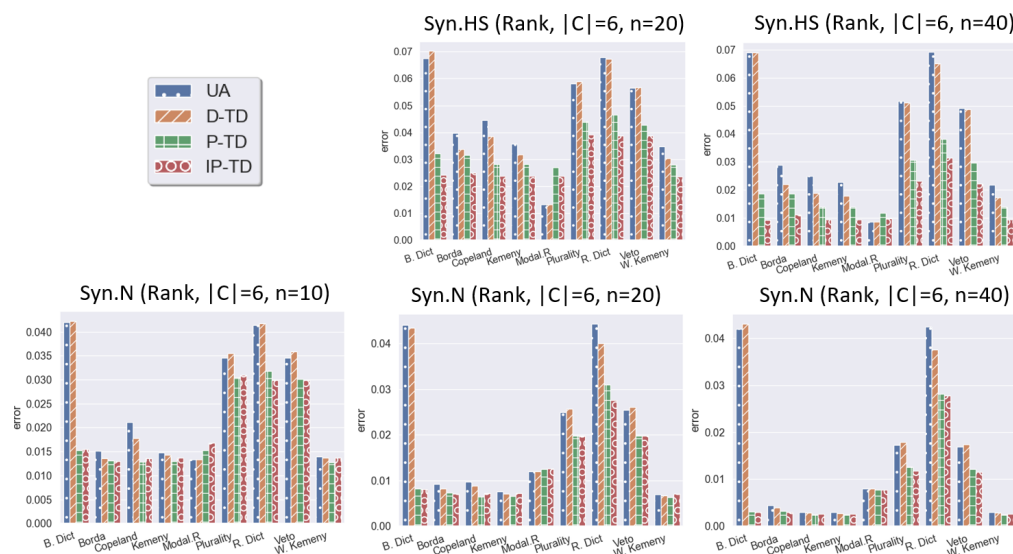 Syn.HS (Rank, |C|=6, n=20)
Syn.HS (Rank, |C|=6, n=40)
UA
D-TD
P-TD
IP-TD
error
0.07
0.06
0.05
0.04
0.03
0.02
0.01
0.00
B. Dict
Borda
Copeland
Kemeny
Modal.R
Plurality
R. Dict
Veto
W. Kemeny
error
0.07
0.06
0.05
0.04
0.03
0.02
0.01
0.00
B. Dict
Borda
Copeland
Kemeny
Modal.R
Plurality
R. Dict
Veto
W. Kemeny
Syn.N (Rank, |C|=6, n=10)
Syn.N (Rank, |C|=6, n=20)
Syn.N (Rank, |C|=6, n=40)
error
0.040
0.035
0.030
0.025
0.020
0.015
0.010
0.005
0.000
B. Dict
Borda
Copeland
Kemeny
Modal.R
Plurality
R. Dict
Veto
W. Kemeny
error
0.04
0.03
0.02
0.01
0.00
B. Dict
Borda
Copeland
Kemeny
Modal.R
Plurality
R. Dict
Veto
W. Kemeny
error
0.04
0.03
0.02
0.01
0.00
B. Dict
Borda
Copeland
Kemeny
Modal.R
Plurality
R. Dict
Veto
W. Kemeny